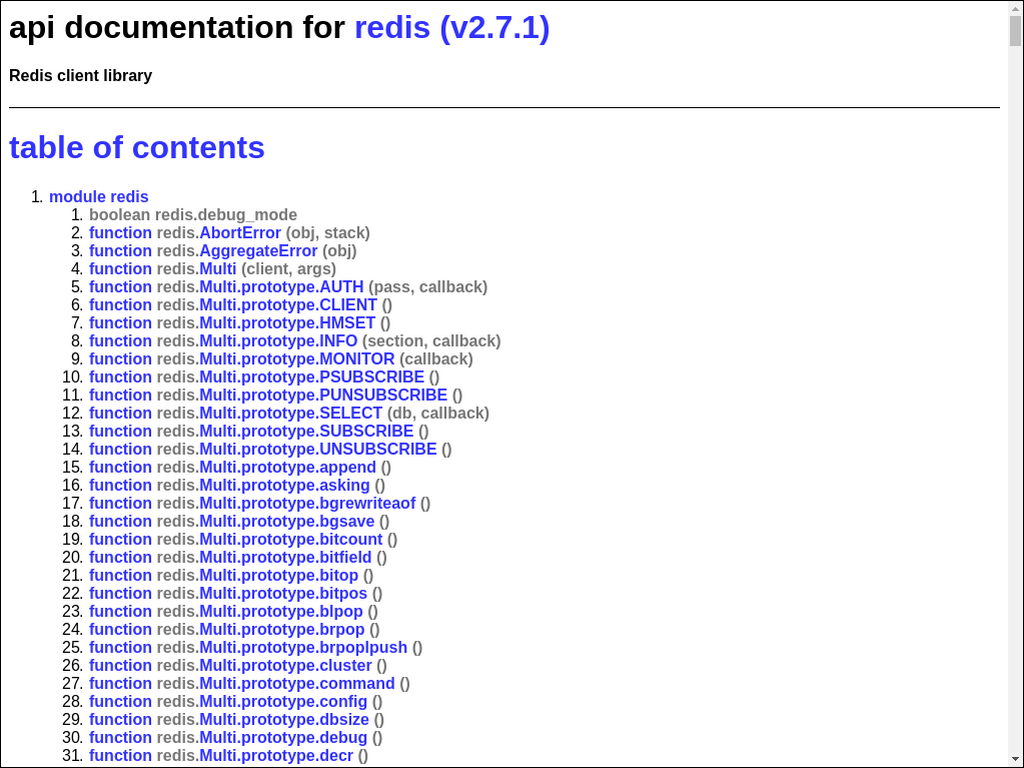 api documentation for redis (v2.7.1)
Redis client library
table of contents
1. module redis
1. boolean redis.debug_mode
2. function redis.AbortError (obj, stack)
3. function redis.AggregateError (obj)
4. function redis.Multi (client, args)
5. function redis.Multi.prototype.AUTH (pass, callback)
6. function redis.Multi.prototype.CLIENT ()
7. function redis.Multi.prototype.HMSET ()
8. function redis.Multi.prototype.INFO (section, callback)
9. function redis.Multi.prototype.MONITOR (callback)
10. function redis.Multi.prototype.PSUBSCRIBE ()
11. function redis.Multi.prototype.PUNSUBSCRIBE ()
12. function redis.Multi.prototype.SELECT (db, callback)
13. function redis.Multi.prototype.SUBSCRIBE ()
14. function redis.Multi.prototype.UNSUBSCRIBE ()
15. function redis.Multi.prototype.append ()
16. function redis.Multi.prototype.asking ()
17. function redis.Multi.prototype.bgrewriteaof ()
18. function redis.Multi.prototype.bgsave ()
19. function redis.Multi.prototype.bitcount ()
20. function redis.Multi.prototype.bitfield ()
21. function redis.Multi.prototype.bitop ()
22. function redis.Multi.prototype.bitpos ()
23. function redis.Multi.prototype.blpop ()
24. function redis.Multi.prototype.brpop ()
25. function redis.Multi.prototype.brpoplpush ()
26. function redis.Multi.prototype.cluster ()
27. function redis.Multi.prototype.command ()
28. function redis.Multi.prototype.config ()
29. function redis.Multi.prototype.dbsize ()
30. function redis.Multi.prototype.debug ()
31. function redis.Multi.prototype.decr ()